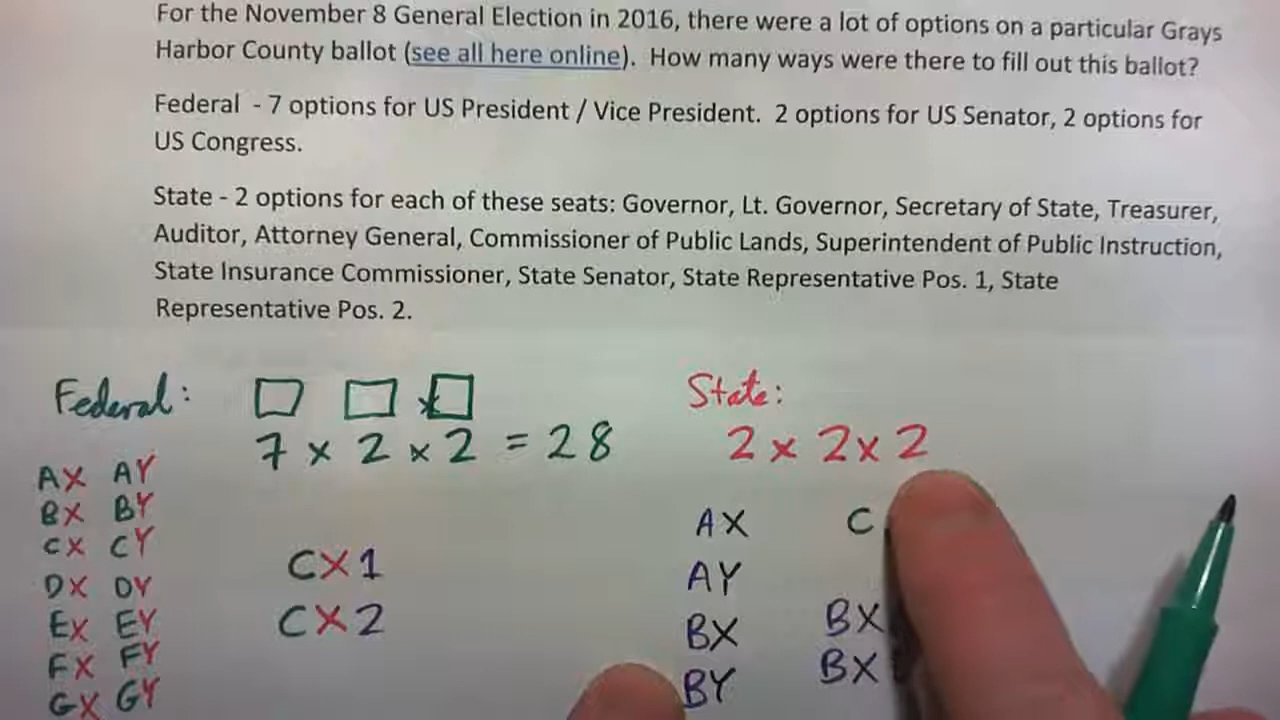 For the November 8 General Election in 2016, there were a lot of options on a particular Grays
Harbor County ballot (see all here online). How many ways were there to fill out this ballot?
Federal - 7 options for US President / Vice President. 2 options for US Senator, 2 options for
US Congress.
State - 2 options for each of these seats: Governor, Lt. Governor, Secretary of State, Treasurer,
Auditor, Attorney General, Commissioner of Public Lands, Superintendent of Public Instruction,
State Insurance Commissioner, State Senator, State Representative Pos. 1, State
Representative Pos. 2.
Federal:
7 x 2 x 2 = 28
AX AY
BX BY
CX CY
DX DY
EX EY
FX FY
GX GY
CX1
CX2
State:
2 x 2 x 2
AX C
AY
BX BX
BY BX